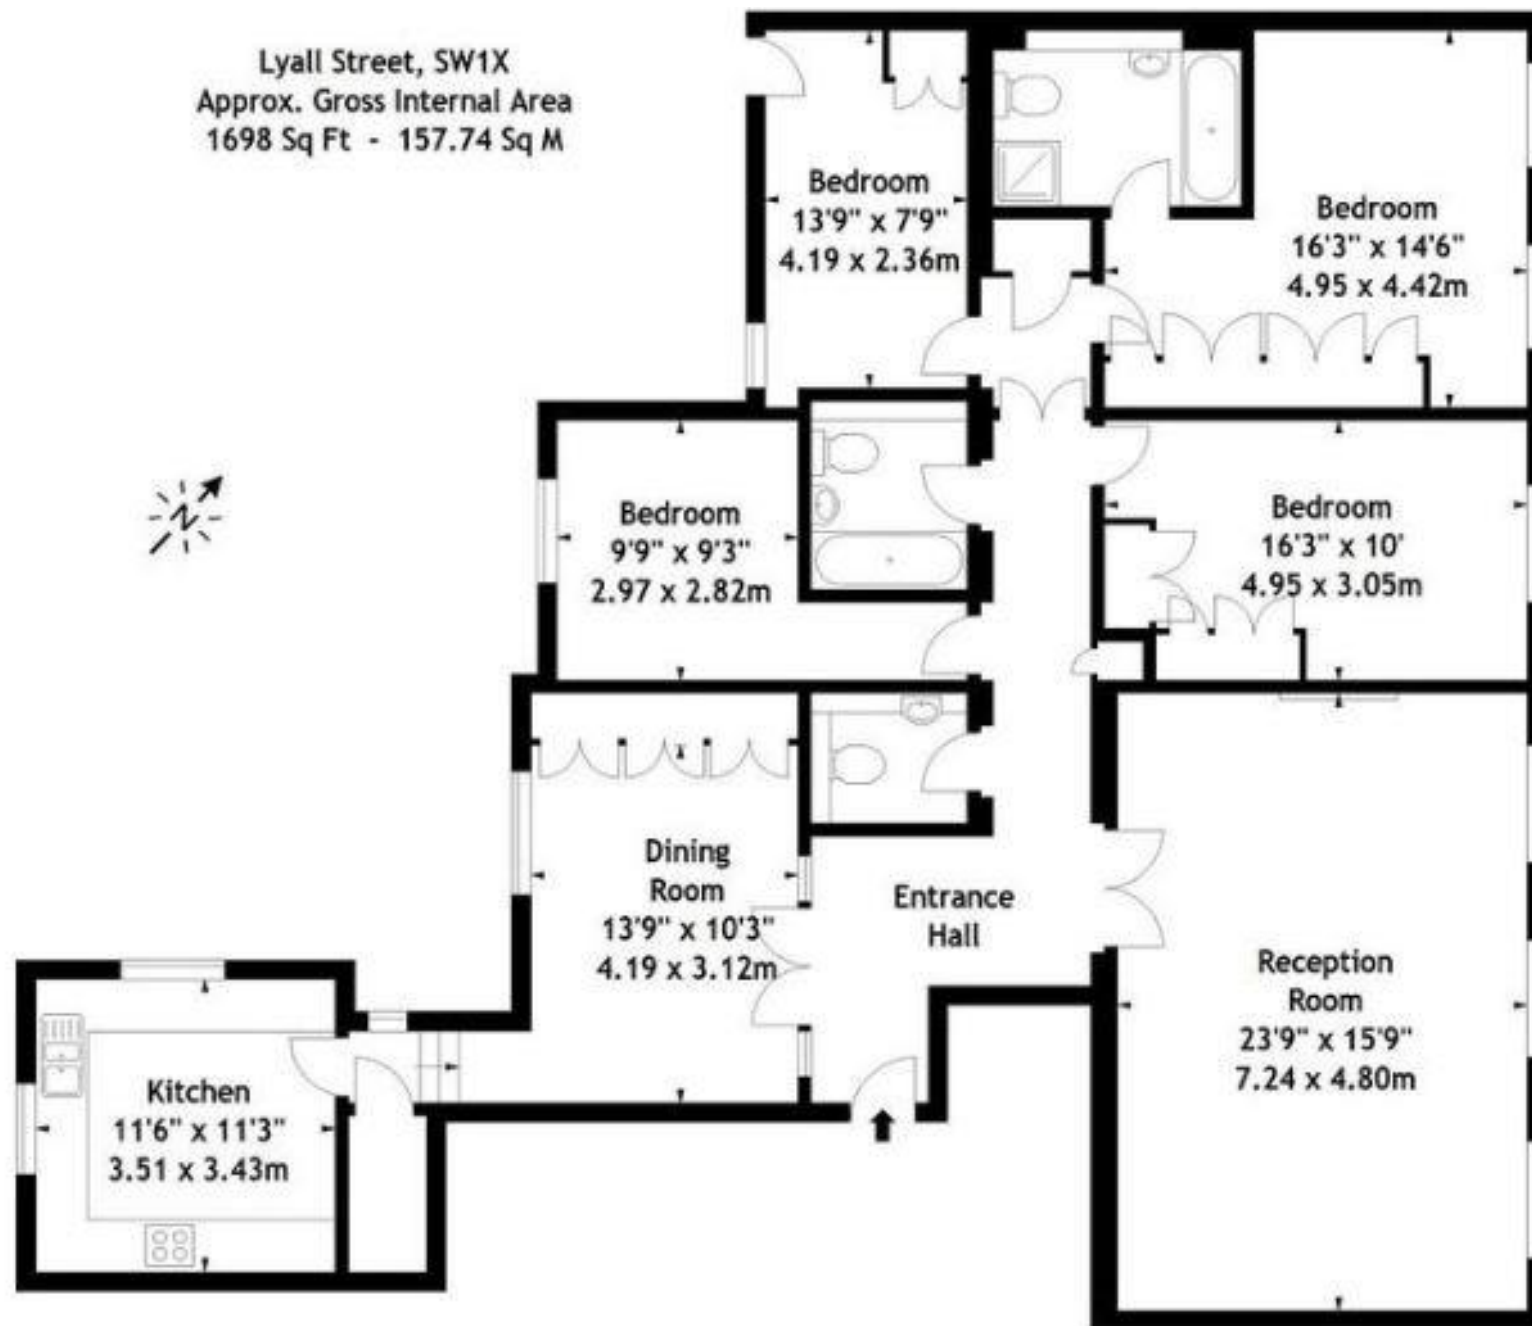 Lyall Street, SW1X
Approx. Gross Internal Area
1698 Sq Ft - 157.74 Sq M
Bedroom
13'9" x 7'9"
4.19 x 2.36m
Bedroom
16'3" x 14'6"
4.95 x 4.42m
N
Bedroom
9'9" x 9'3"
2.97 x 2.82m
Bedroom
16'3" x 10'
4.95 x 3.05m
Dining
Room
13'9" x 10'3"
4.19 x 3.12m
Entrance
Hall
Reception
Room
23'9" x 15'9"
7.24 x 4.80m
Kitchen
11'6" x 11'3"
3.51 x 3.43m